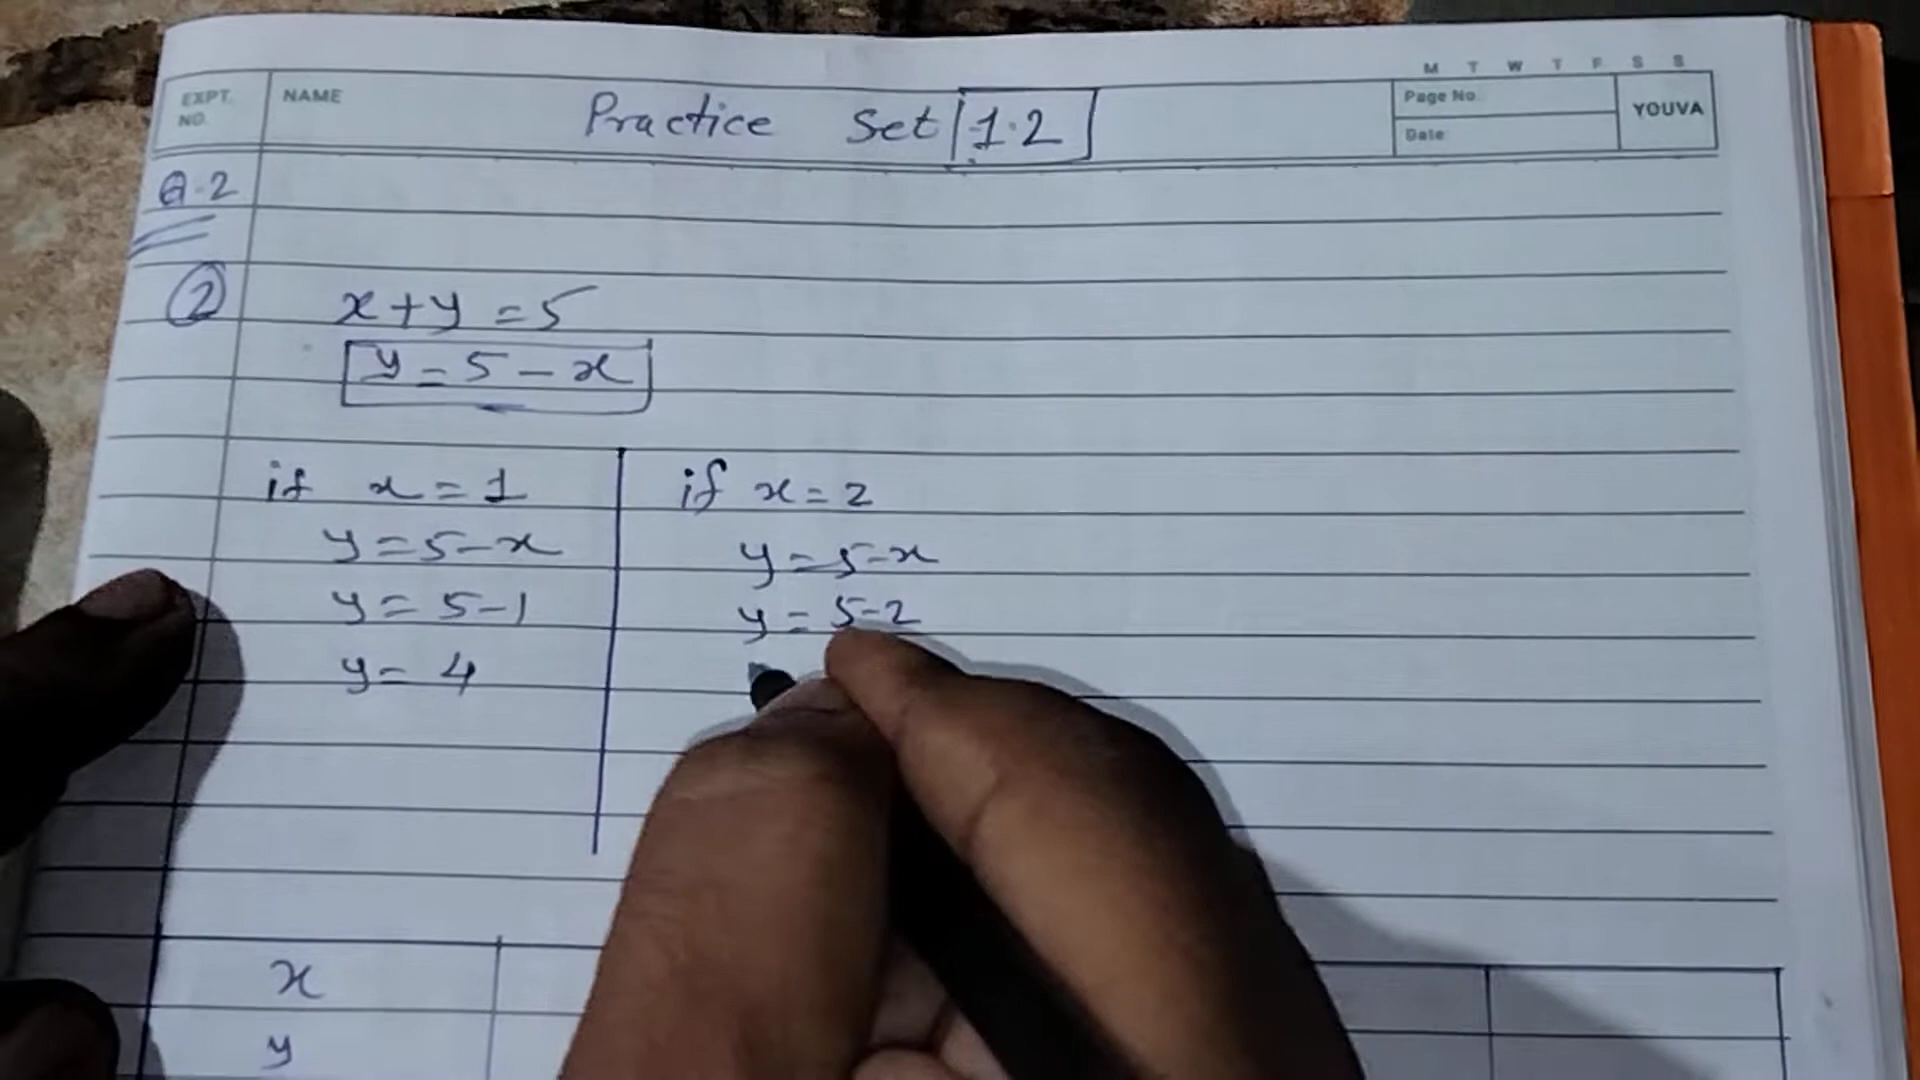 M T W T F S S
EXPT. NO.
NAME
Practice Set 1.2
Page No.
Date
YOUVA
Q.2
2
x+y=5
y=5-x
if x=1
y=5-x
y=5-1
y=4
if x=2
y=5-x
y=5-2
x
y